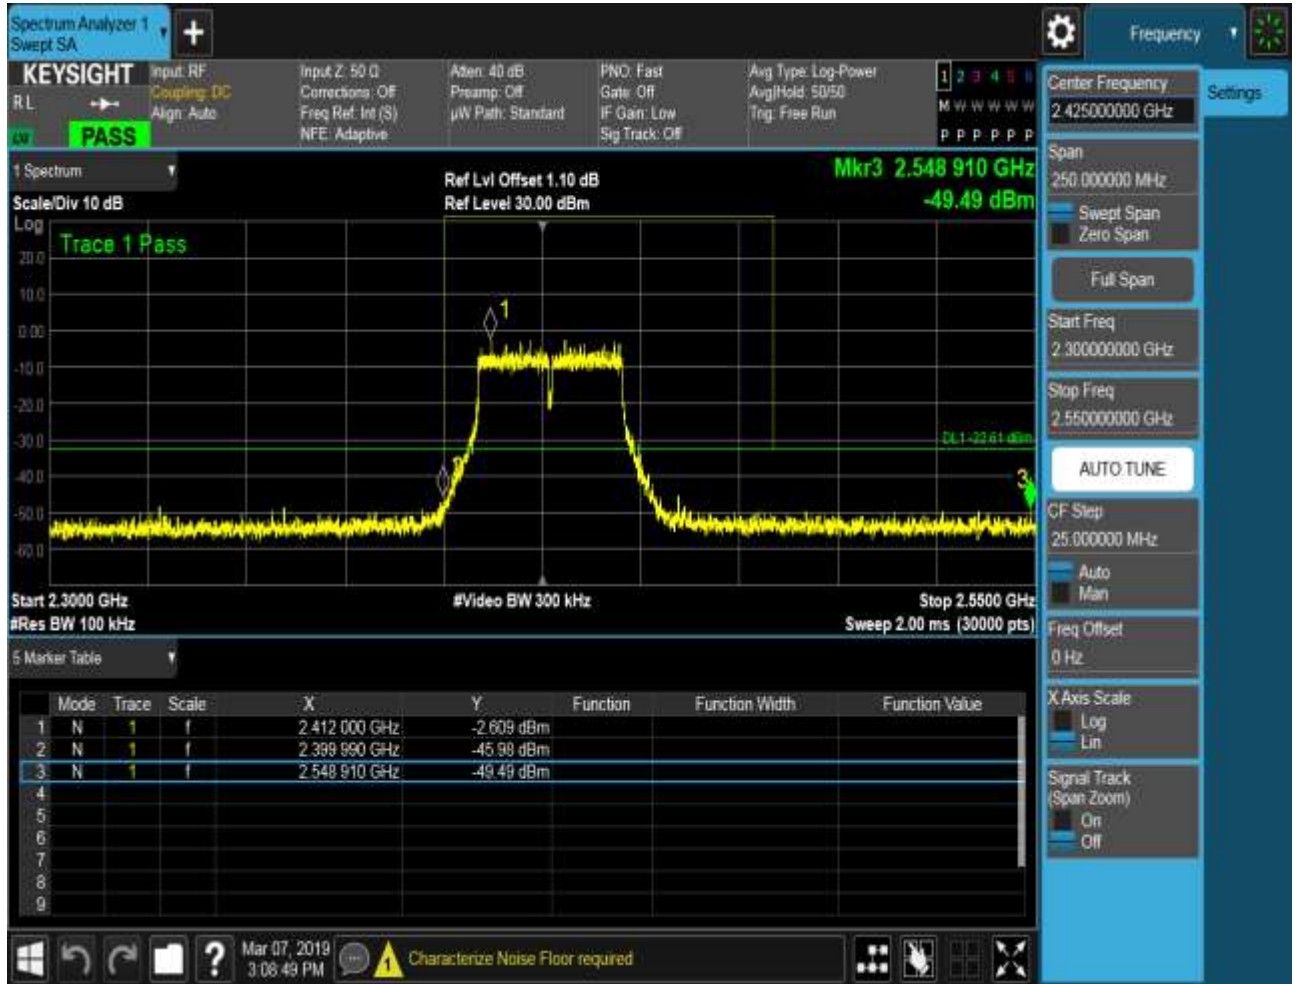 Spectrum Analyzer 1
Swept SA
+
Frequency
KEYSIGHT
RL
PASS
Input: RF
Coupling: DC
Align: Auto
Input Z: 50 Ω
Corrections: Off
Freq Ref: Int (S)
NFE: Adaptive
Atten: 40 dB
Preamp: Off
µW Path: Standard
PNO: Fast
Gate: Off
IF Gain: Low
Sig Track: Off
Avg Type: Log-Power
Avg|Hold: 50/50
Trig: Free Run
1 2 3 4 5 6
M W W W W W
P P P P P P
1 Spectrum
Scale/Div 10 dB
Ref Lvl Offset 1.10 dB
Ref Level 30.00 dBm
Mkr3 2.548 910 GHz
-49.49 dBm
Log
Trace 1 Pass
20.0
10.0
0.00
-10.0
-20.0
-30.0
-40.0
-50.0
-60.0
1
2
3
Start 2.3000 GHz
#Res BW 100 kHz
#Video BW 300 kHz
Stop 2.5500 GHz
Sweep 2.00 ms (30000 pts)
5 Marker Table
Mode Trace Scale X Y Function Function Width Function Value
1 N 1 f 2.412 000 GHz -2.609 dBm
2 N 1 f 2.399 990 GHz -45.98 dBm
3 N 1 f 2.548 910 GHz -49.49 dBm
4
5
6
7
8
9
Center Frequency
2.425000000 GHz
Settings
Span
250.000000 MHz
Swept Span
Zero Span
Full Span
Start Freq
2.300000000 GHz
Stop Freq
2.550000000 GHz
AUTO TUNE
CF Step
25.000000 MHz
Auto
Man
Freq Offset
0 Hz
X Axis Scale
Log
Lin
Signal Track
(Span Zoom)
On
Off
?
Mar 07, 2019
3:08:49 PM
1
Characterize Noise Floor required